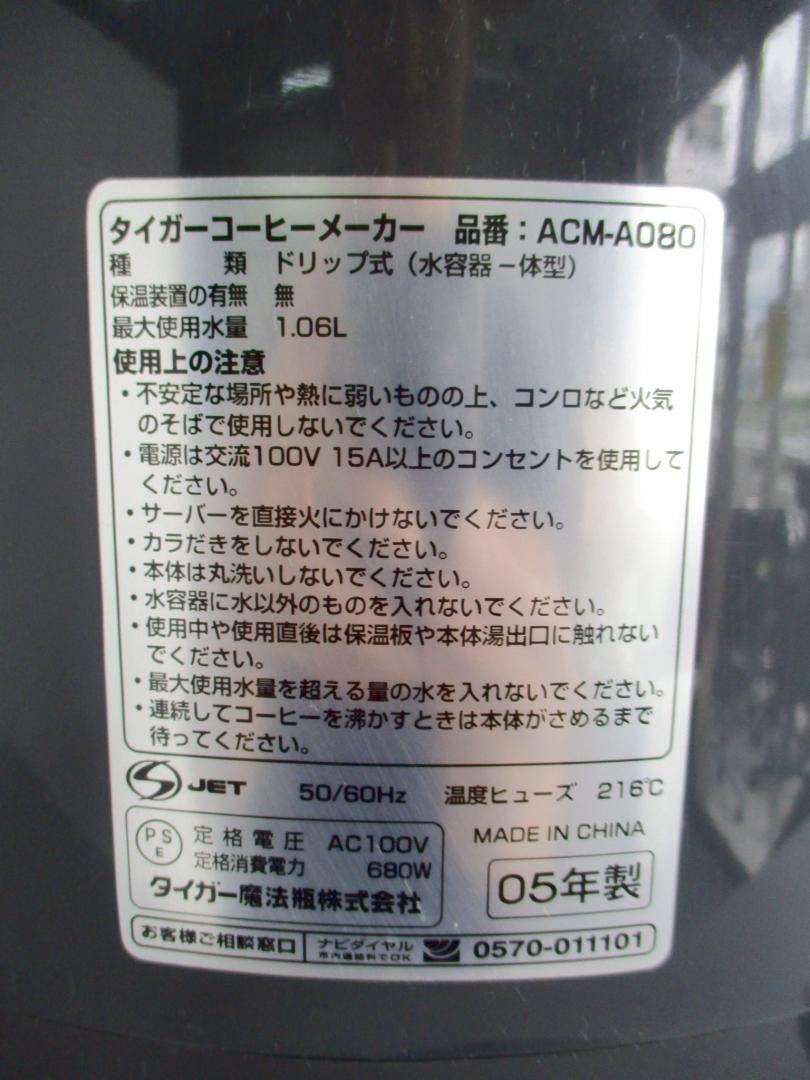 タイガーコーヒーメーカー 品番：ACM-A080
種 類 ドリップ式（水容器一体型）
保温装置の有無 無
最大使用水量 1.06L
使用上の注意
・不安定な場所や熱に弱いものの上、コンロなど火気
のそばで使用しないでください。
・電源は交流100V 15A以上のコンセントを使用して
ください。
・サーバーを直接火にかけないでください。
・カラだきをしないでください。
・本体は丸洗いしないでください。
・水容器に水以外のものを入れないでください。
・使用中や使用直後は保温板や本体湯出口に触れない
でください。
・最大使用水量を超える量の水を入れないでください。
・連続してコーヒーを沸かすときは本体がさめるまで
待ってください。
JET 50/60Hz 温度ヒューズ 216℃
PSE 定格電圧 AC100V MADE IN CHINA
定格消費電力 680W
タイガー魔法瓶株式会社 05年製
お客様ご相談窓口 ナビダイヤル 0570-011101
市内通話料でOK